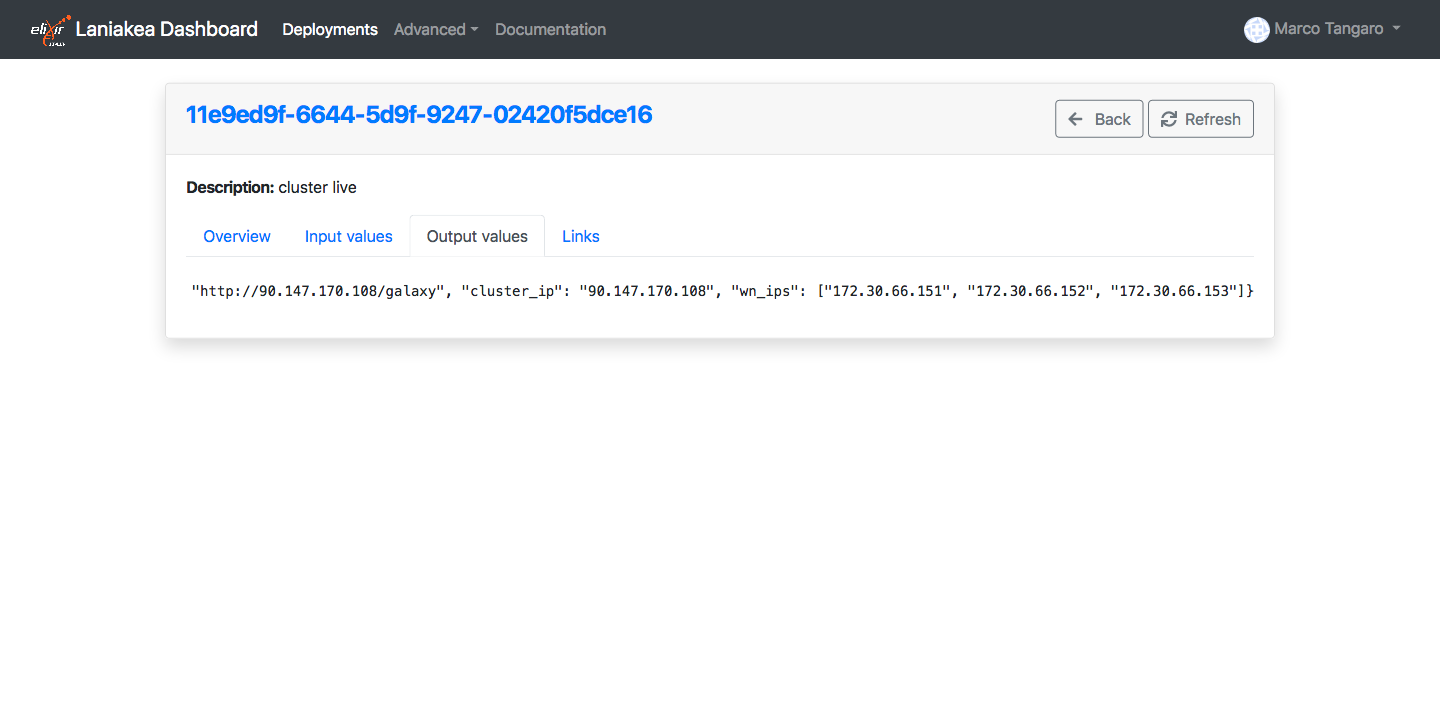 elixir Laniakea Dashboard Deployments Advanced Documentation Marco Tangaro
ITALY
11e9ed9f-6644-5d9f-9247-02420f5dce16 Back Refresh
Description: cluster live
Overview Input values Output values Links
"http://90.147.170.108/galaxy", "cluster_ip": "90.147.170.108", "wn_ips": ["172.30.66.151", "172.30.66.152", "172.30.66.153"]}